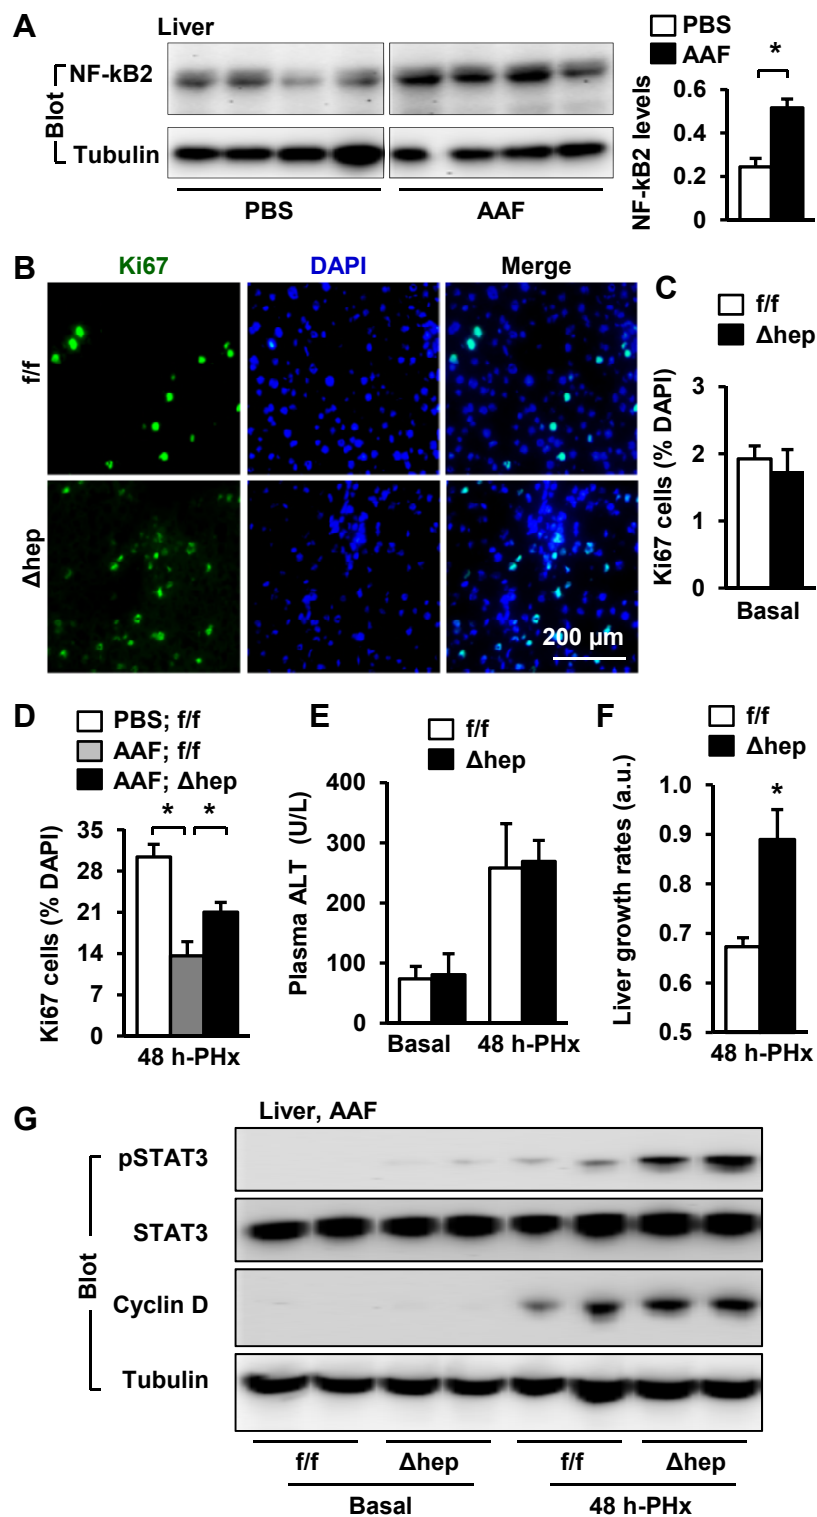 A
Liver
NF-kB2
Tubulin
Blot
PBS
AAF
PBS
AAF
*
NF-kB2 levels
0.6
0.4
0.2
0
B
Ki67
DAPI
Merge
f/f
Δhep
200 µm
C
f/f
Δhep
Ki67 cells (% DAPI)
3
2
1
0
Basal
D
PBS; f/f
AAF; f/f
AAF; Δhep
* *
Ki67 cells (% DAPI)
35
28
21
14
7
0
48 h-PHx
E
f/f
Δhep
Plasma ALT (U/L)
400
300
200
100
0
Basal 48 h-PHx
F
f/f
Δhep
*
Liver growth rates (a.u.)
1.0
0.9
0.8
0.7
0.6
0.5
48 h-PHx
G
Liver, AAF
pSTAT3
STAT3
Cyclin D
Tubulin
Blot
f/f Δhep f/f Δhep
Basal 48 h-PHx